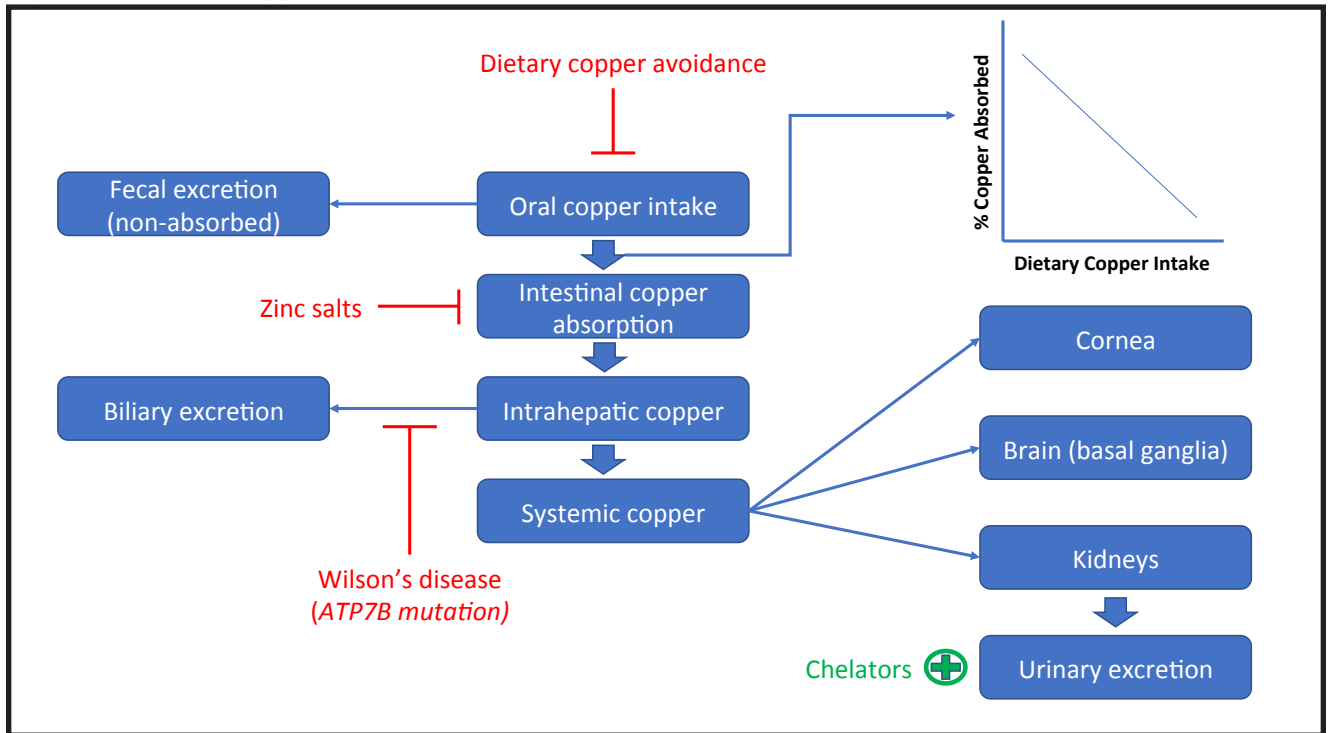 Dietary copper avoidance
% Copper Absorbed
Dietary Copper Intake
Fecal excretion
(non-absorbed)
Oral copper intake
Zinc salts
Intestinal copper
absorption
Cornea
Biliary excretion
Intrahepatic copper
Brain (basal ganglia)
Systemic copper
Kidneys
Wilson's disease
(ATP7B mutation)
Chelators
Urinary excretion